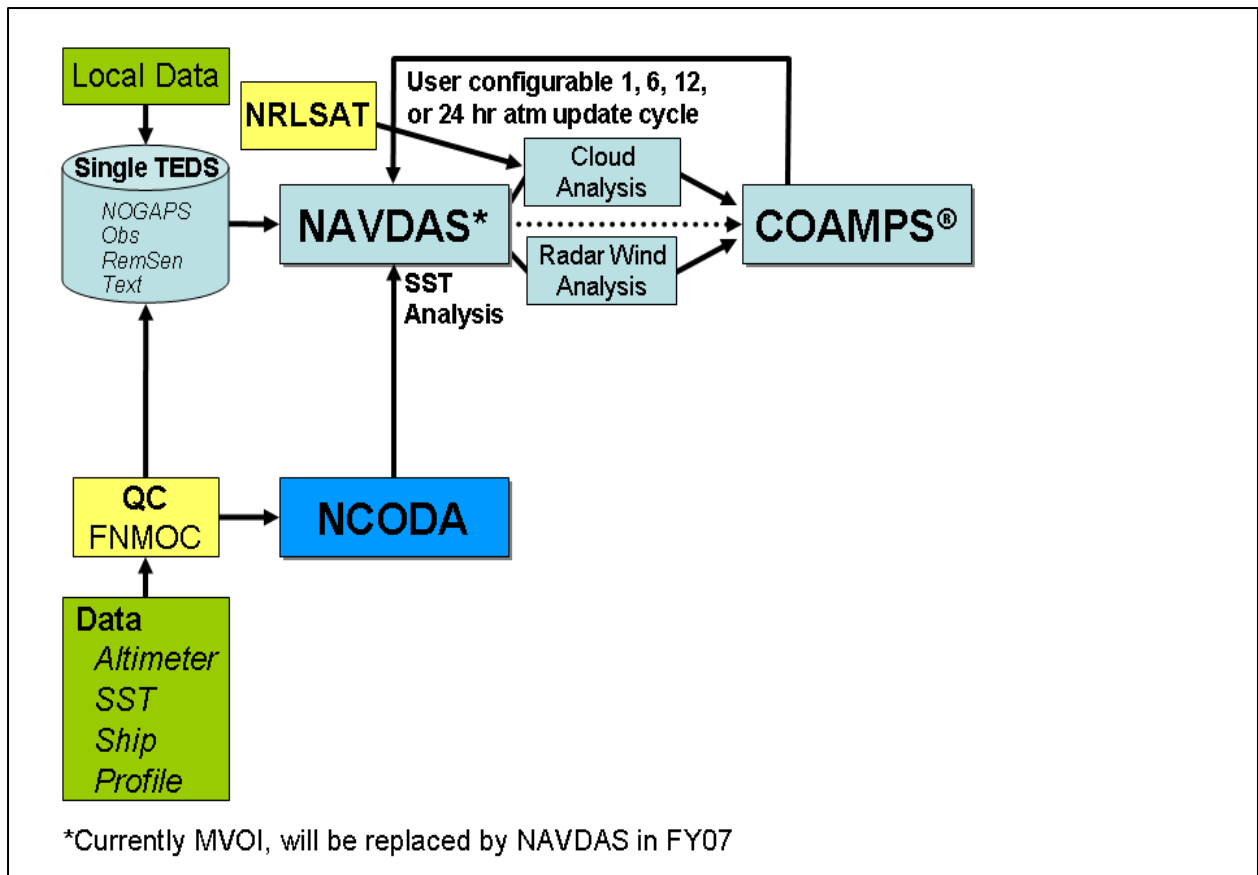 Local Data
NRLSAT
User configurable 1, 6, 12,
or 24 hr atm update cycle
Single TEDS
NOGAPS
Obs
RemSen
Text
NAVDAS*
Cloud
Analysis
Radar Wind
Analysis
COAMPS®
SST
Analysis
QC
FNMOC
NCODA
Data
Altimeter
SST
Ship
Profile
*Currently MVOI, will be replaced by NAVDAS in FY07